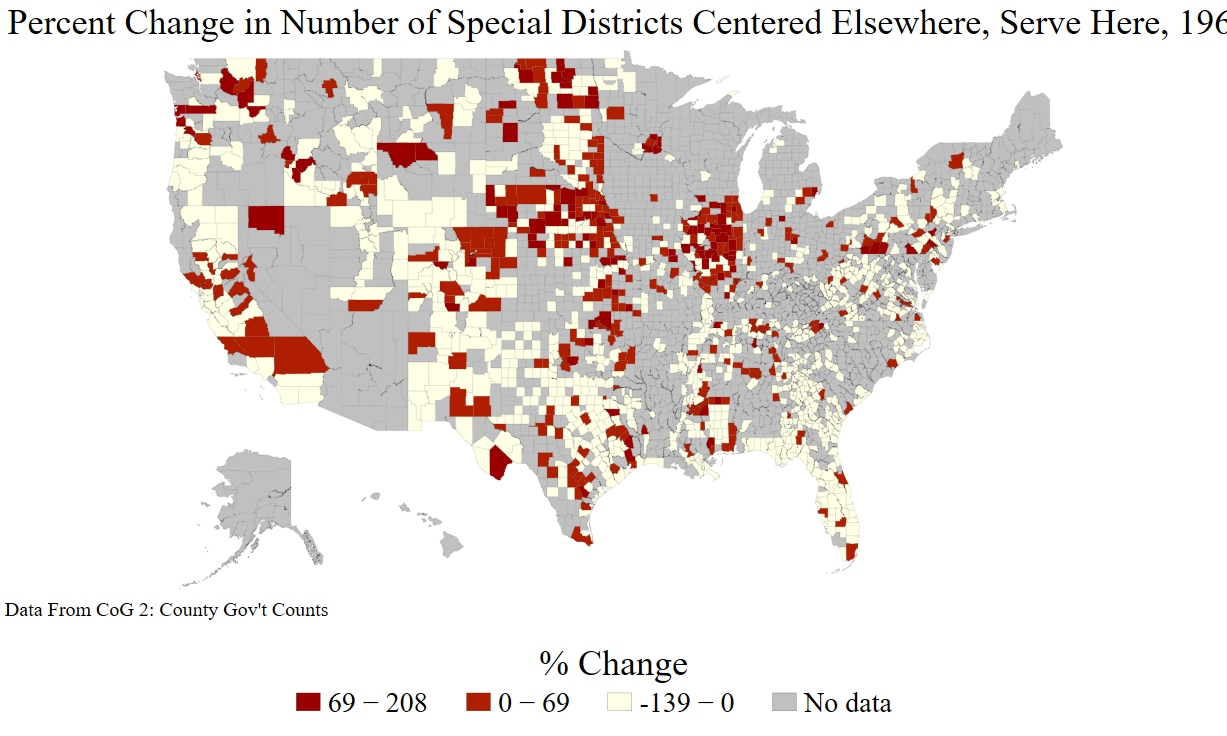 Percent Change in Number of Special Districts Centered Elsewhere, Serve Here, 196
Data From CoG 2: County Gov't Counts
% Change
69 − 208 0 − 69 -139 − 0 No data